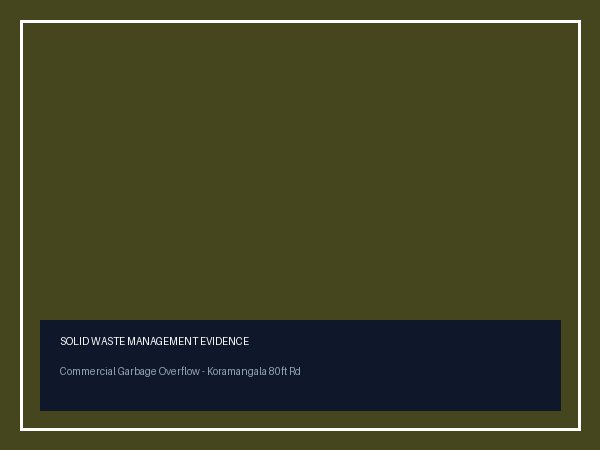 SOLID WASTE MANAGEMENT EVIDENCE
Commercial Garbage Overflow - Koramangala 80ft Rd